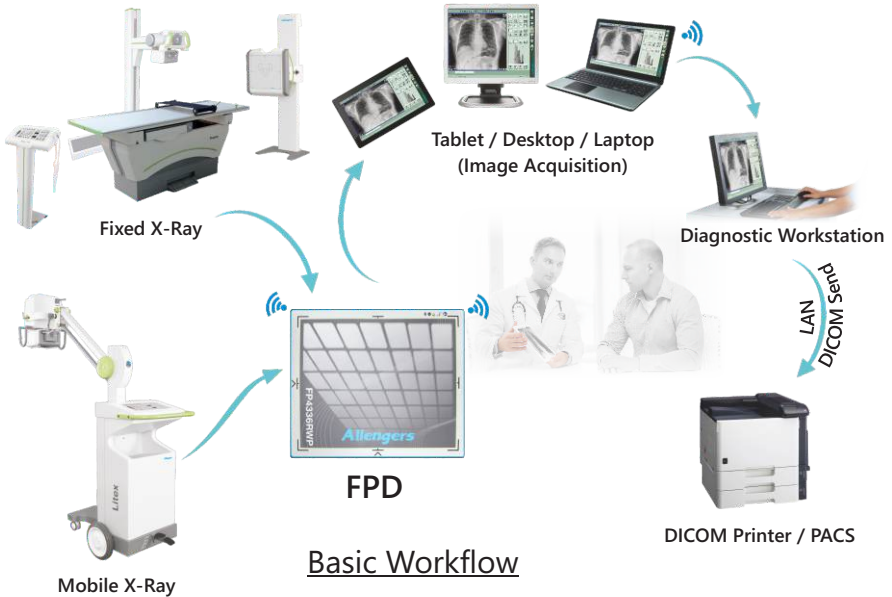 Tablet / Desktop / Laptop
(Image Acquisition)
Fixed X-Ray
Diagnostic Workstation
LAN
DICOM Send
FP4336RWP
Allengers
FPD
Litex
DICOM Printer / PACS
Basic Workflow
Mobile X-Ray